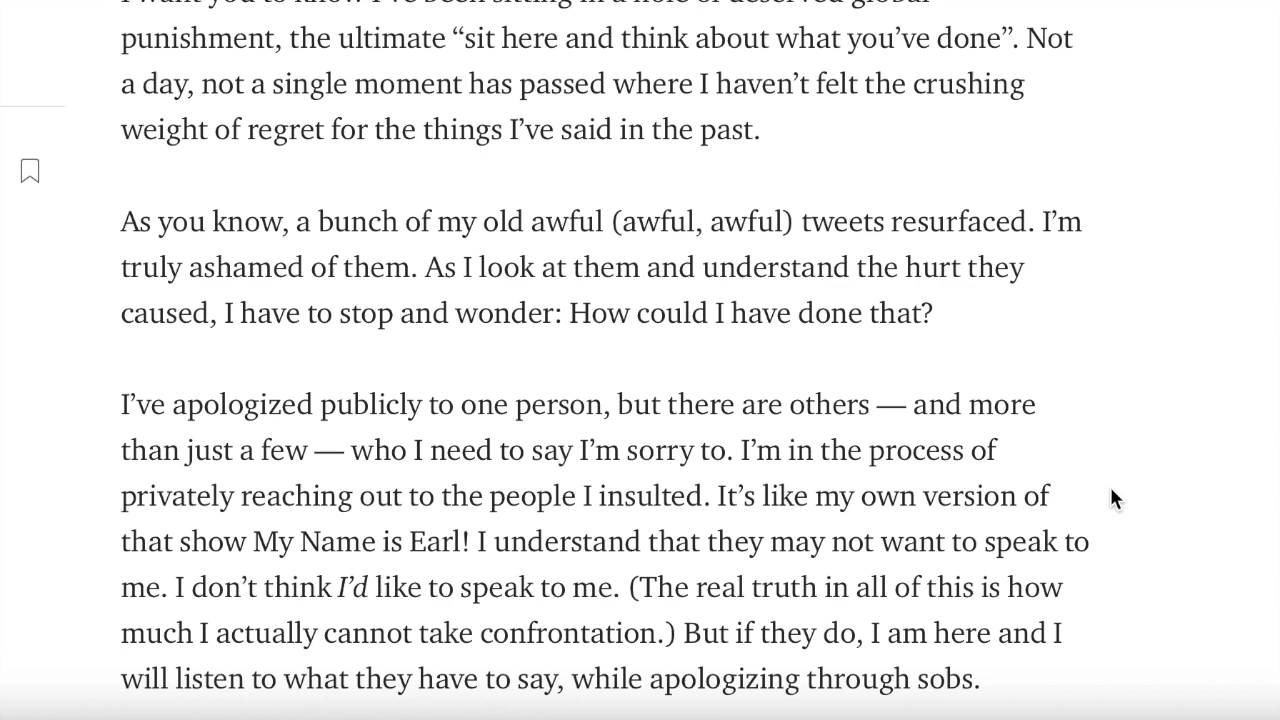 punishment, the ultimate “sit here and think about what you’ve done”. Not
a day, not a single moment has passed where I haven’t felt the crushing
weight of regret for the things I’ve said in the past.
As you know, a bunch of my old awful (awful, awful) tweets resurfaced. I’m
truly ashamed of them. As I look at them and understand the hurt they
caused, I have to stop and wonder: How could I have done that?
I’ve apologized publicly to one person, but there are others — and more
than just a few — who I need to say I’m sorry to. I’m in the process of
privately reaching out to the people I insulted. It’s like my own version of
that show My Name is Earl! I understand that they may not want to speak to
me. I don’t think I’d like to speak to me. (The real truth in all of this is how
much I actually cannot take confrontation.) But if they do, I am here and I
will listen to what they have to say, while apologizing through sobs.